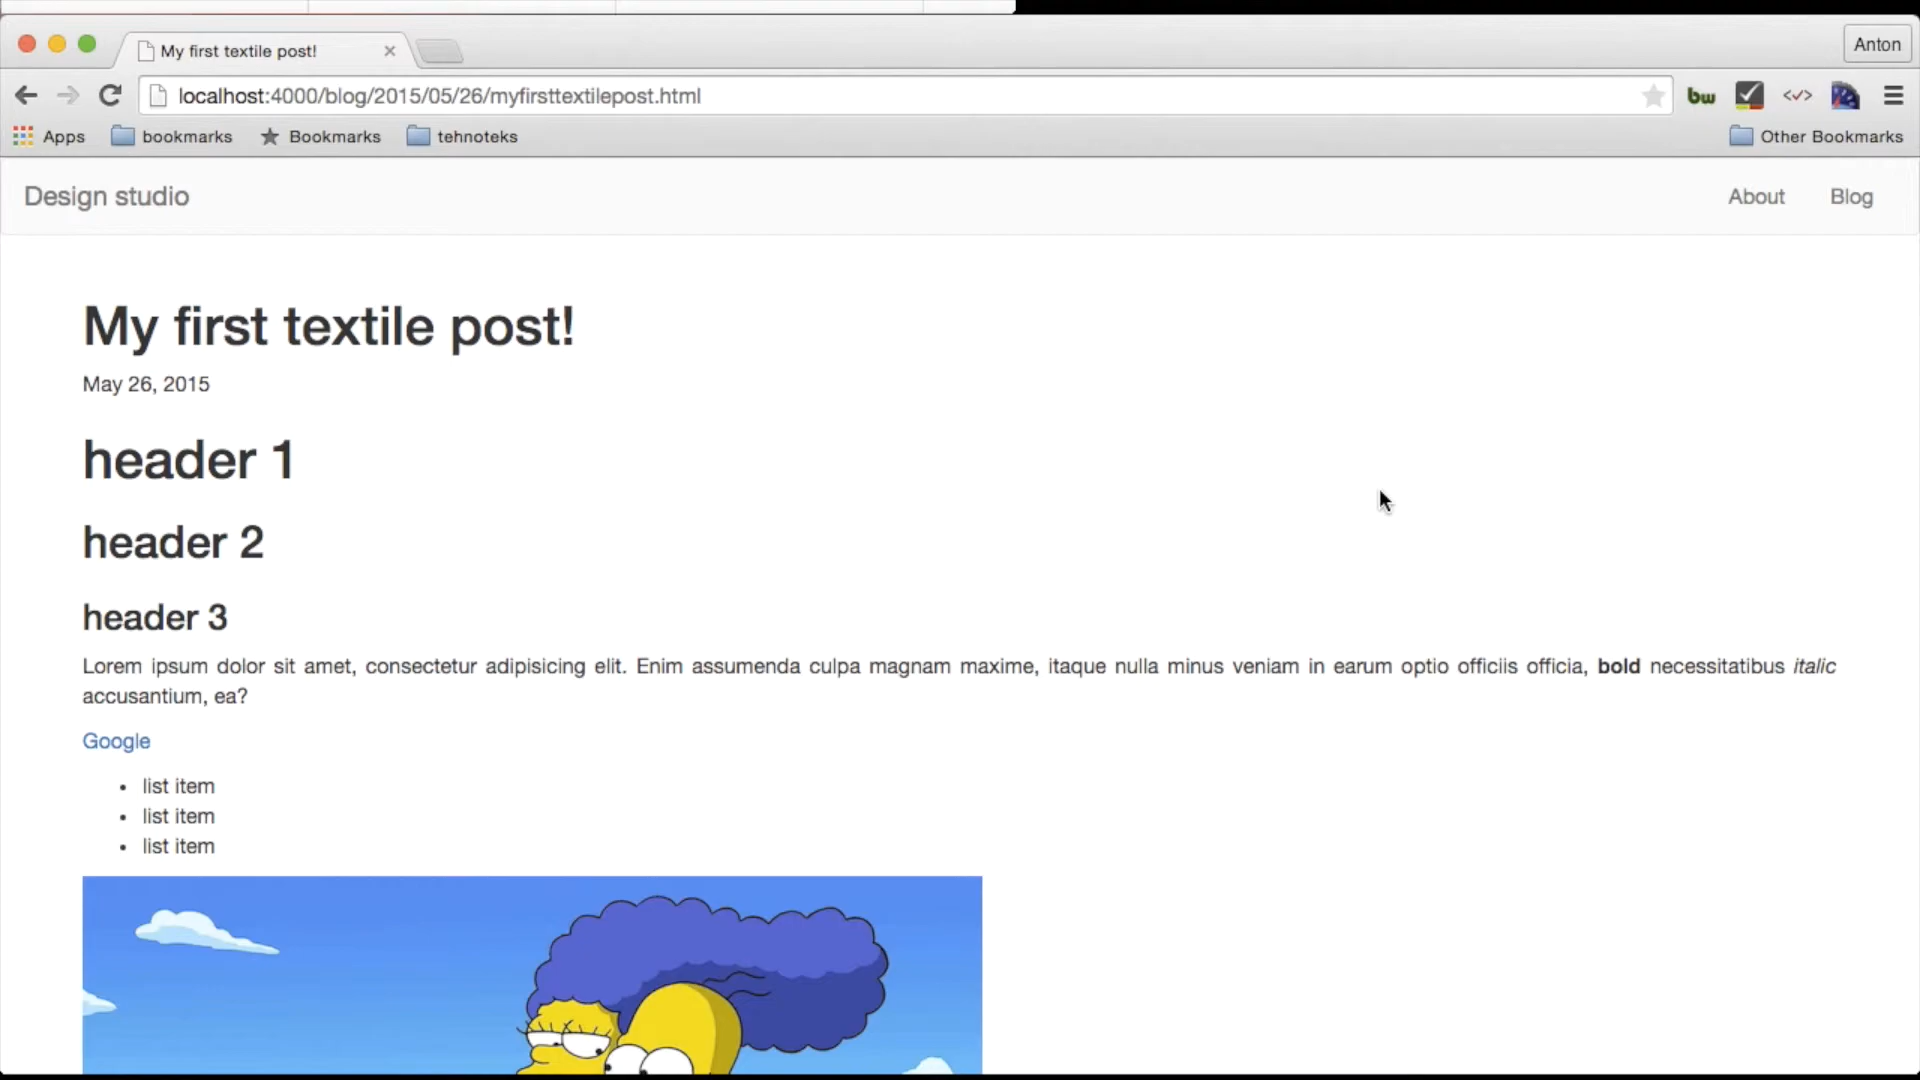 My first textile post!
Anton
localhost:4000/blog/2015/05/26/myfirsttextilepost.html
bw
Apps
bookmarks
Bookmarks
tehnoteks
Other Bookmarks
Design studio
About
Blog
My first textile post!
May 26, 2015
header 1
header 2
header 3
Lorem ipsum dolor sit amet, consectetur adipisicing elit. Enim assumenda culpa magnam maxime, itaque nulla minus veniam in earum optio officiis officia, bold necessitatibus italic
accusantium, ea?
Google
list item
list item
list item